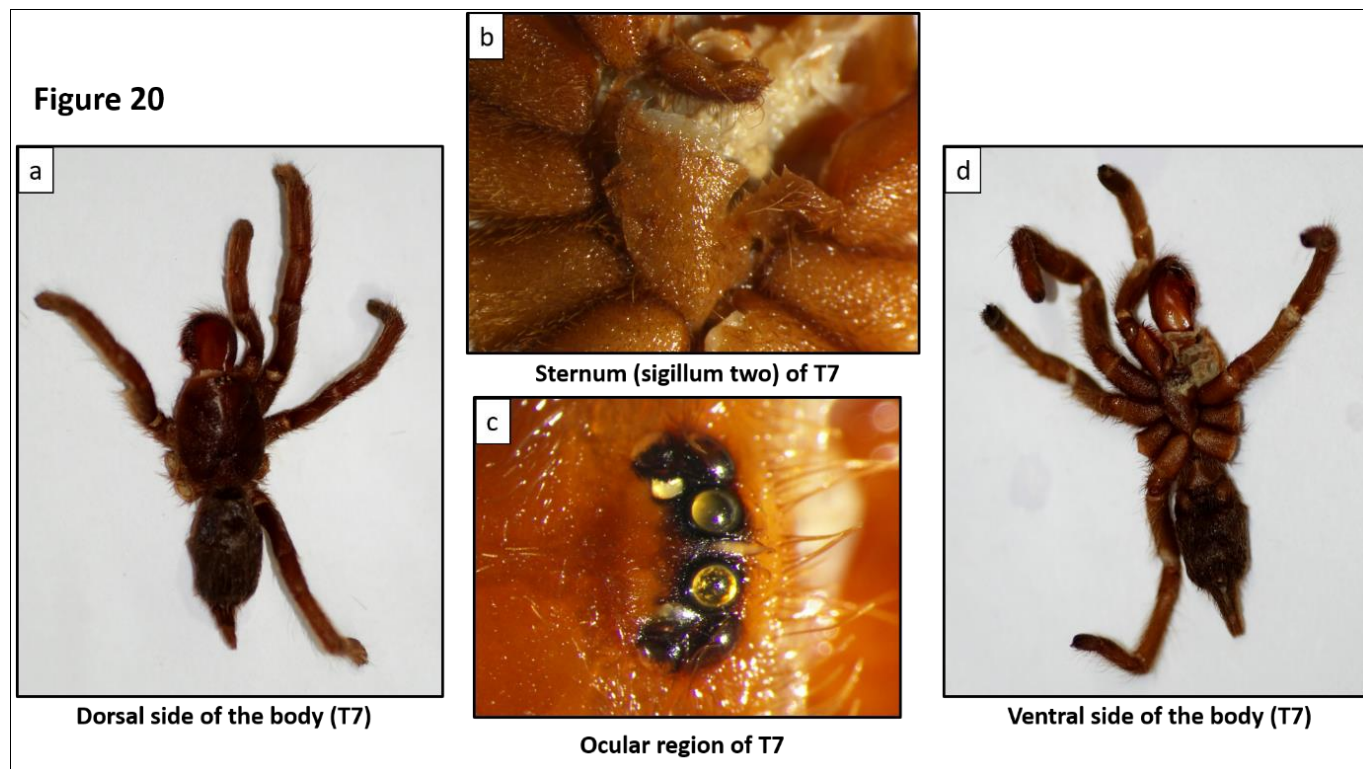 Figure 20
a
Dorsal side of the body (T7)
b
Sternum (sigillum two) of T7
c
Ocular region of T7
d
Ventral side of the body (T7)